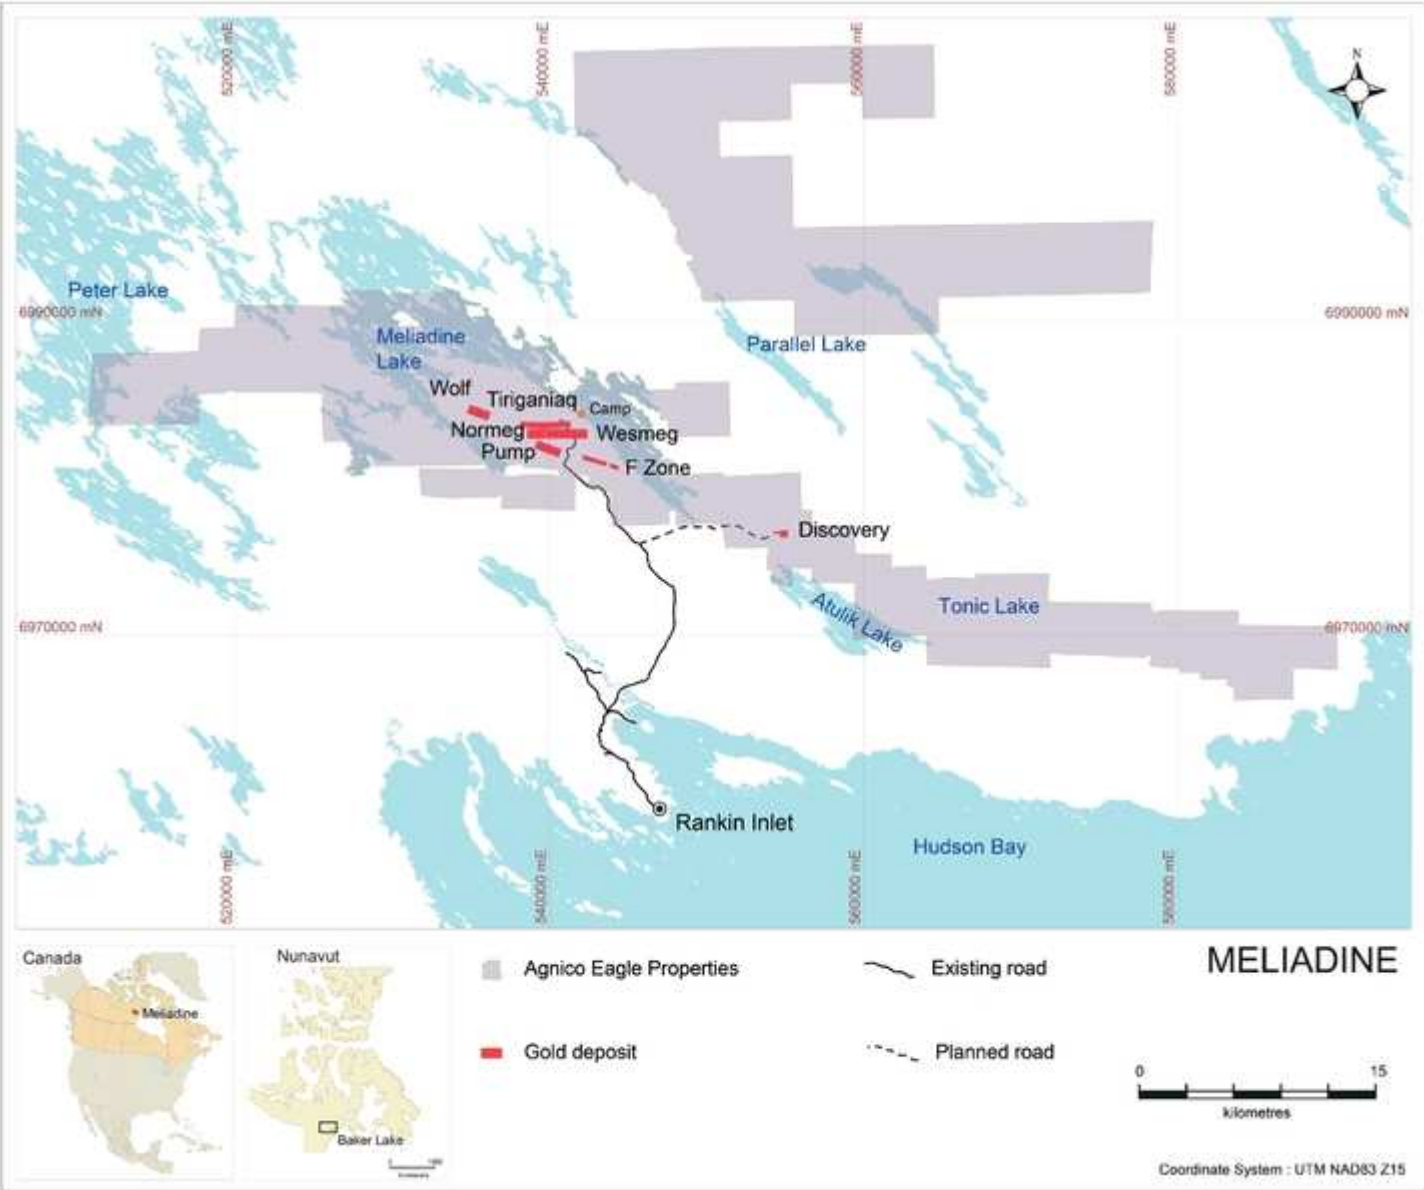 520000 mE
540000 mE
560000 mE
580000 mE
N
Peter Lake
6990000 mN
6990000 mN
Meladine
Lake
Parallel Lake
Wolf
Tiriganiaq
Camp
Normeg
Wesmeg
Pump
F Zone
Discovery
Atulik Lake
Tonic Lake
6970000 mN
6970000 mN
Rankin Inlet
Hudson Bay
520000 mE
540000 mE
560000 mE
580000 mE
Canada
Meliadine
Nunavut
Baker Lake
Agnico Eagle Properties
Existing road
Gold deposit
Planned road
MELIADINE
0
15
kilometres
Coordinate System : UTM NAD83 Z15